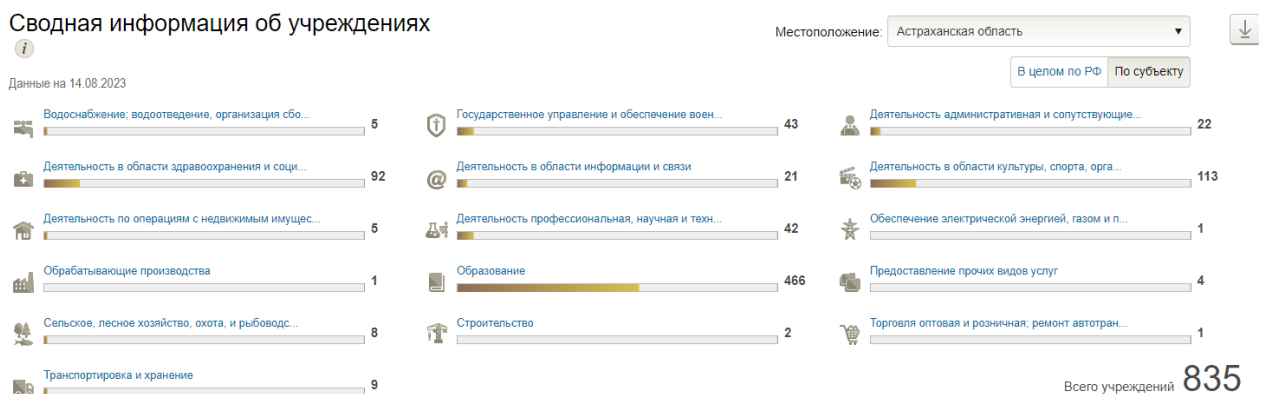 Сводная информация об учреждениях
i
Местоположение: Астраханская область
В целом по РФ По субъекту
Данные на 14.08.2023
Водоснабжение; водоотведение, организация сбо...
5
Государственное управление и обеспечение воен...
43
Деятельность административная и сопутствующие...
22
Деятельность в области здравоохранения и соци...
92
Деятельность в области информации и связи
21
Деятельность в области культуры, спорта, орга...
113
Деятельность по операциям с недвижимым имущес...
5
Деятельность профессиональная, научная и техн...
42
Обеспечение электрической энергией, газом и п...
1
Обрабатывающие производства
1
Образование
466
Предоставление прочих видов услуг
4
Сельское, лесное хозяйство, охота, и рыбоводс...
8
Строительство
2
Торговля оптовая и розничная; ремонт автотран...
1
Транспортировка и хранение
9
Всего учреждений 835